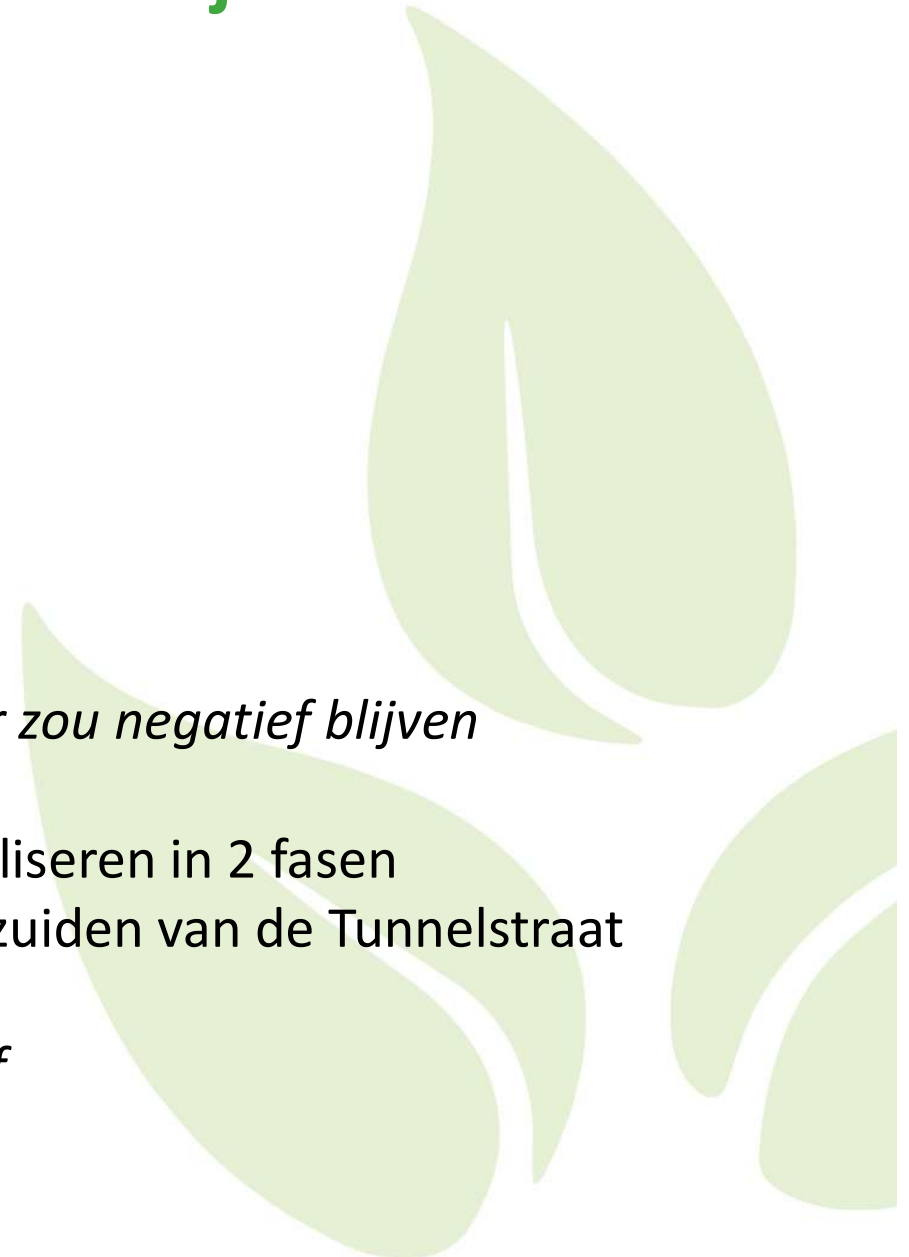 zou negatief blijven
liseren in 2 fasen
zuiden van de Tunnelstraat